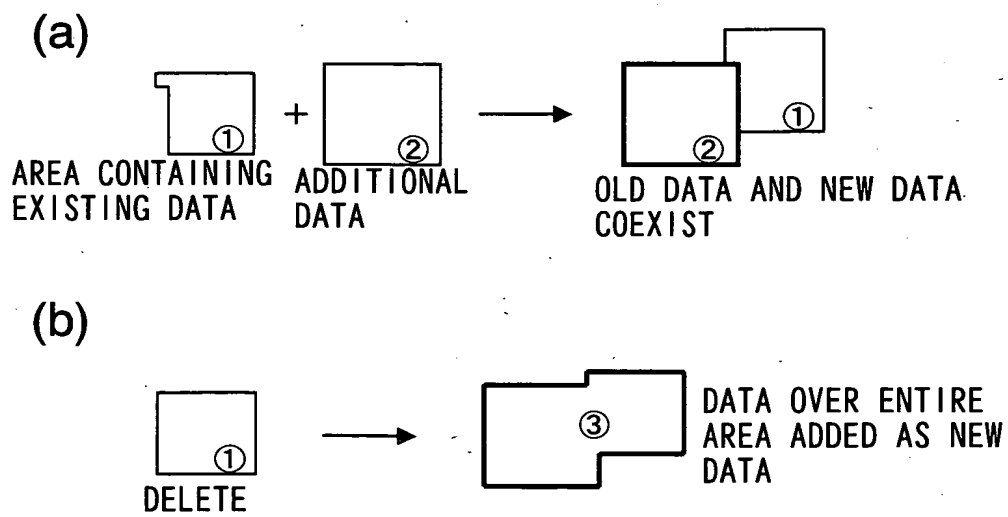 (a)
① + ② → ② ①
AREA CONTAINING
EXISTING DATA
ADDITIONAL
DATA
OLD DATA AND NEW DATA
COEXIST
(b)
① → ③
DELETE
DATA OVER ENTIRE
AREA ADDED AS NEW
DATA